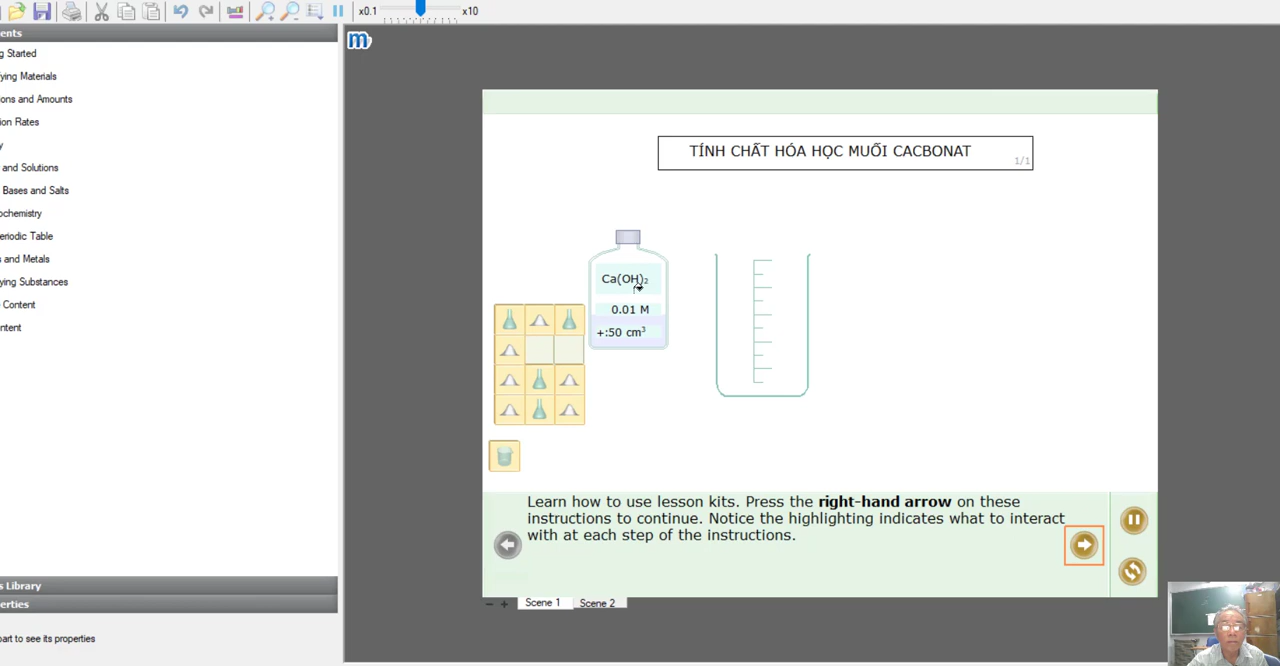 x0.1
x10
ents
g Started
ying Materials
ons and Amounts
ion Rates
y
and Solutions
Bases and Salts
ochemistry
eriodic Table
s and Metals
ying Substances
e Content
ntent
s Library
erties
part to see its properties
m
TÍNH CHẤT HÓA HỌC MUỐI CACBONAT
1/1
Ca(OH)₂
0.01 M
+:50 cm³
Learn how to use lesson kits. Press the right-hand arrow on these
instructions to continue. Notice the highlighting indicates what to interact
with at each step of the instructions.
Scene 1
Scene 2